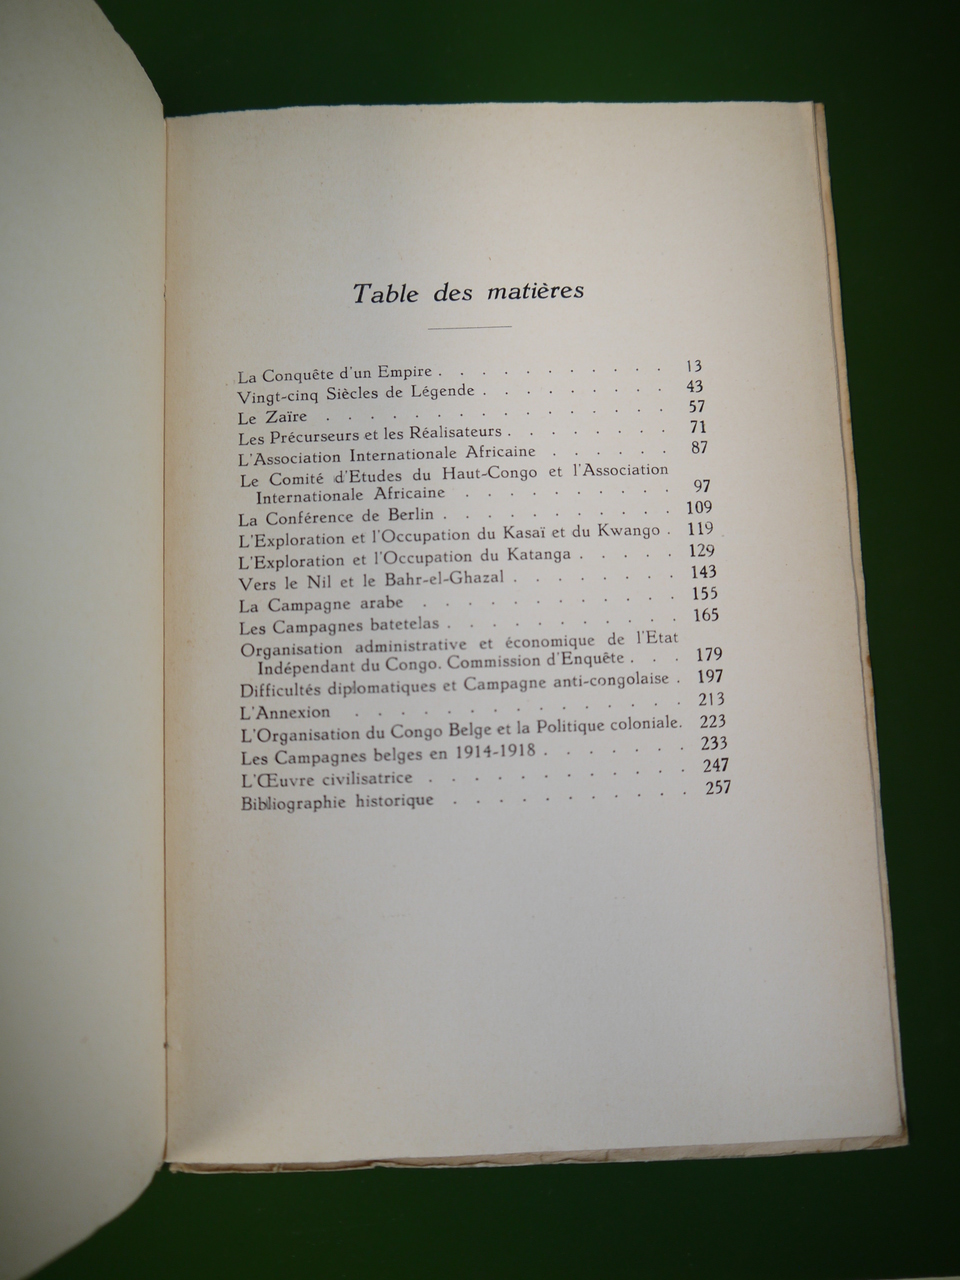 Table des matières
La Conquête d'un Empire . . . . . . . . . . . 13
Vingt-cinq Siècles de Légende . . . . . . . . . 43
Le Zaïre . . . . . . . . . . . . . . . . . 57
Les Précurseurs et les Réalisateurs . . . . . . . . 71
L'Association Internationale Africaine . . . . . . 87
Le Comité d'Etudes du Haut-Congo et l'Association
Internationale Africaine . . . . . . . . . . 97
La Conférence de Berlin . . . . . . . . . . . 109
L'Exploration et l'Occupation du Kasaï et du Kwango . 119
L'Exploration et l'Occupation du Katanga . . . . . 129
Vers le Nil et le Bahr-el-Ghazal . . . . . . . . 143
La Campagne arabe . . . . . . . . . . . . 155
Les Campagnes batetelas . . . . . . . . . . . 165
Organisation administrative et économique de l'Etat
Indépendant du Congo. Commission d'Enquête . . . 179
Difficultés diplomatiques et Campagne anti-congolaise . 197
L'Annexion . . . . . . . . . . . . . . . 213
L'Organisation du Congo Belge et la Politique coloniale. 223
Les Campagnes belges en 1914-1918 . . . . . . . 233
L'Œuvre civilisatrice . . . . . . . . . . . . 247
Bibliographie historique . . . . . . . . . . . 257